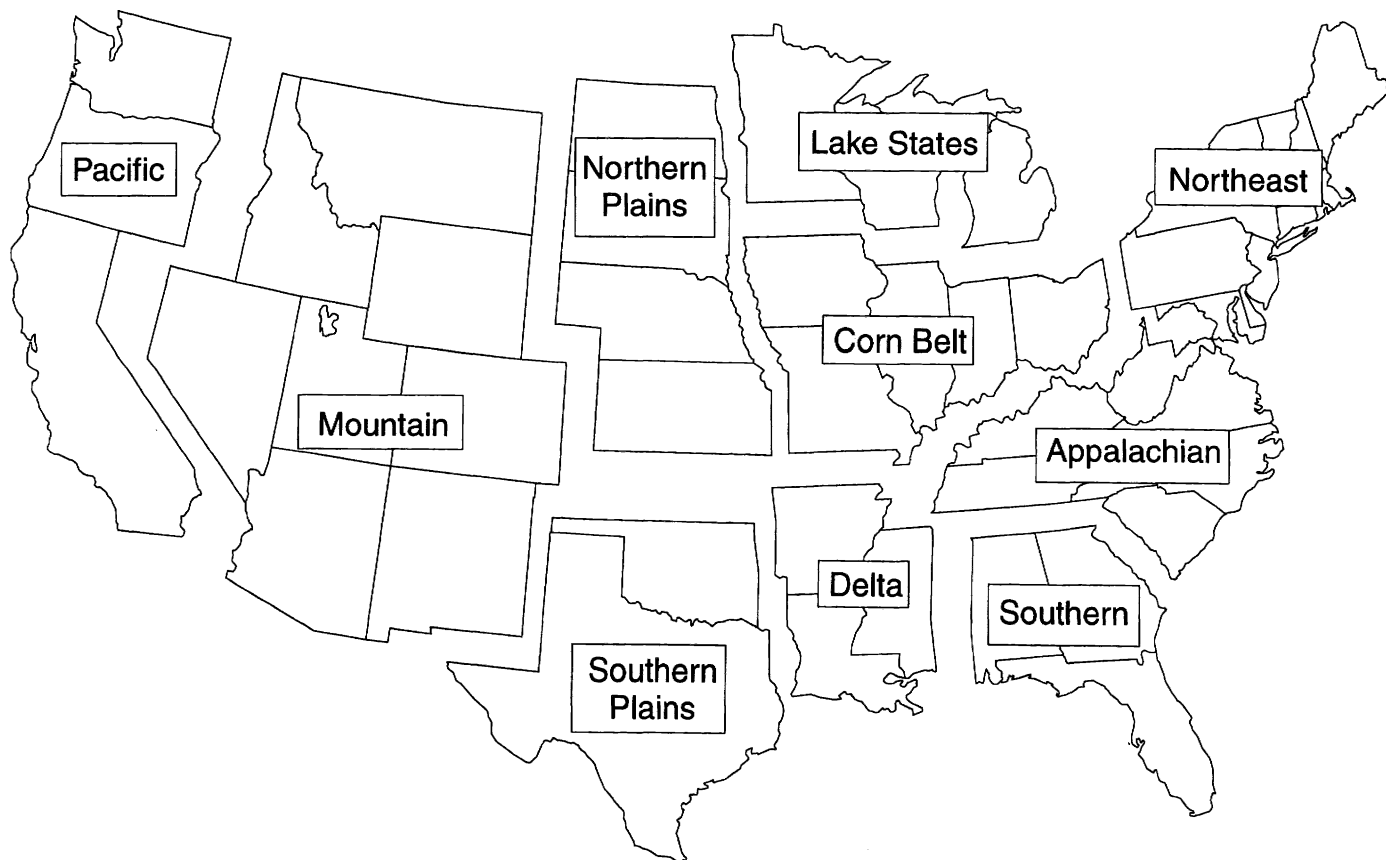 Pacific
Northern
Plains
Lake States
Northeast
Mountain
Corn Belt
Appalachian
Delta
Southern
Southern
Plains